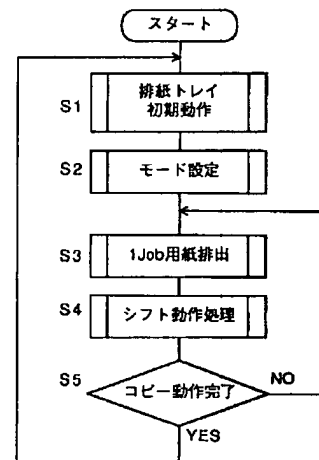 スタート
S1
排紙トレイ
初期動作
S2
モード設定
S3
1Job用紙排出
S4
シフト動作処理
S5
コピー動作完了
NO
YES